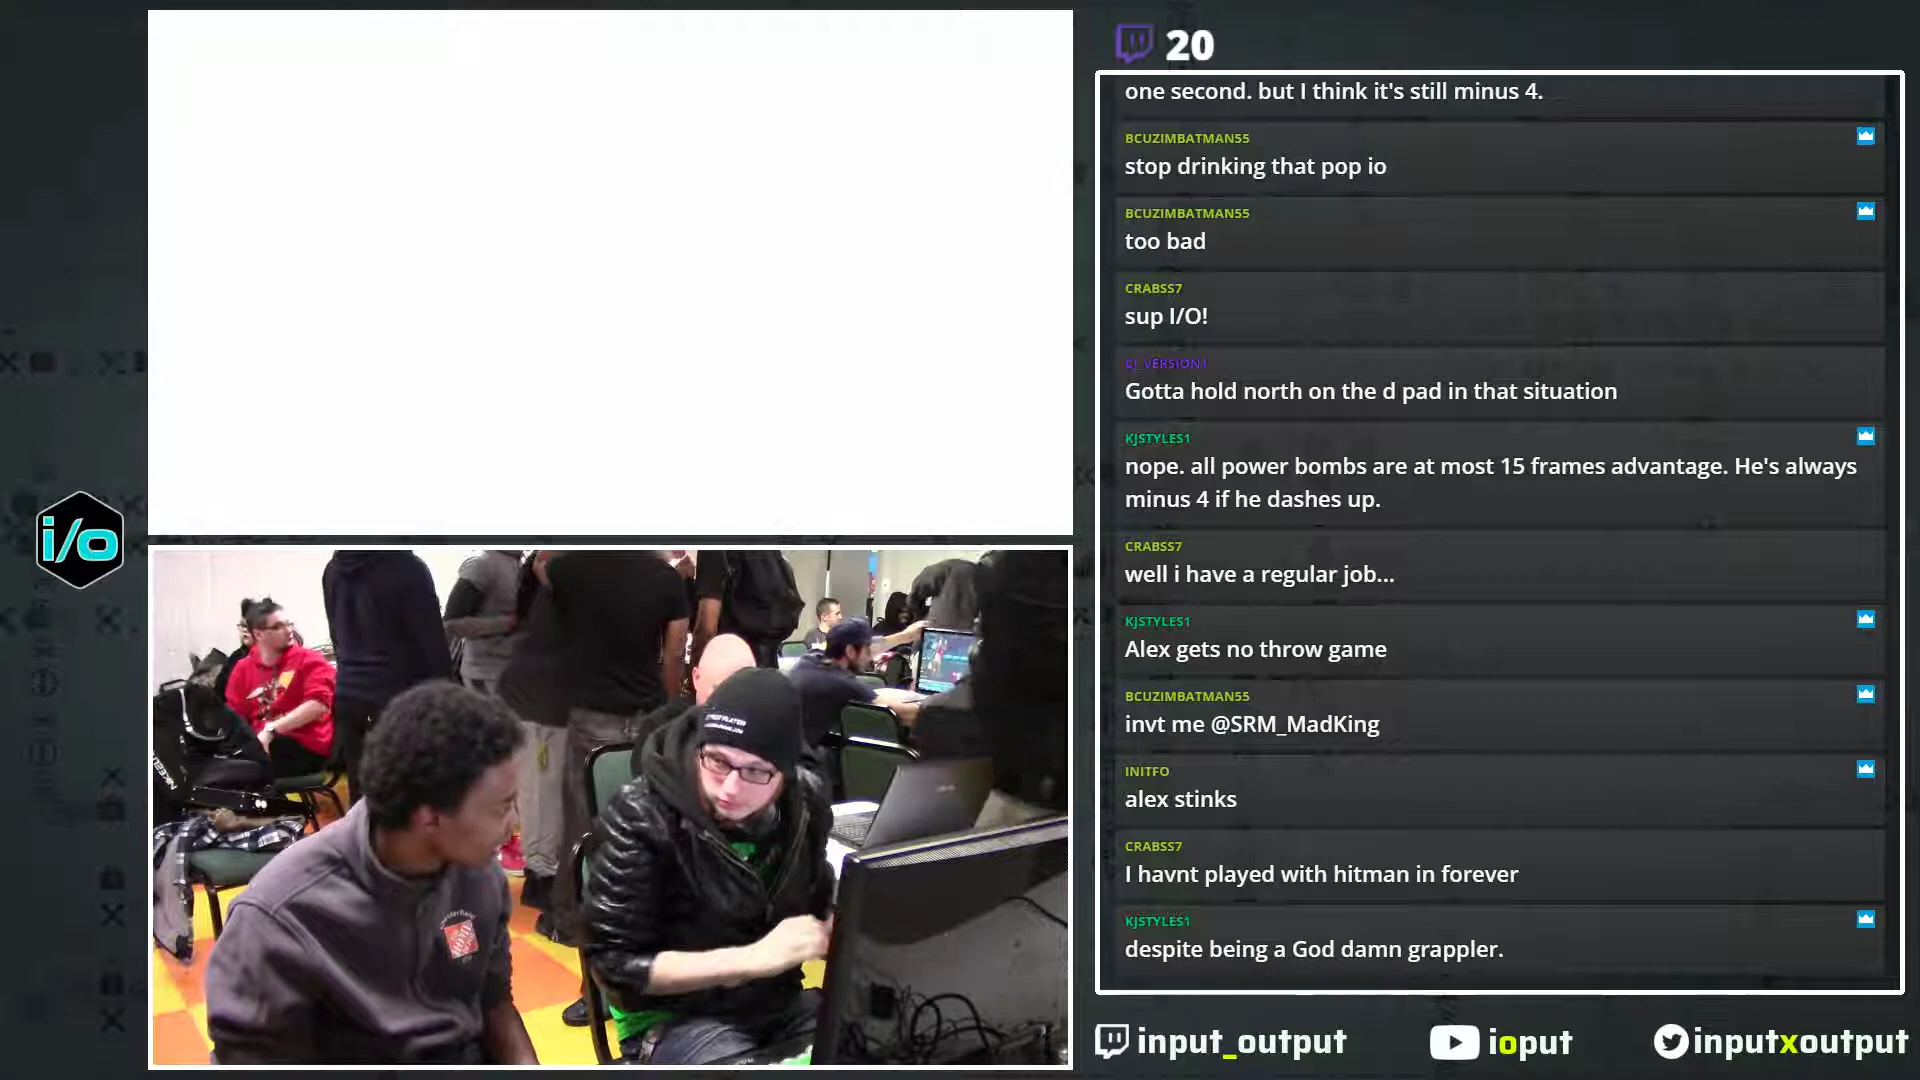 20
one second. but I think it's still minus 4.
BCUZIMBATMAN55
stop drinking that pop io
BCUZIMBATMAN55
too bad
CRABSS7
sup I/O!
CJ_VERSION1
Gotta hold north on the d pad in that situation
KJSTYLES1
nope. all power bombs are at most 15 frames advantage. He's always
minus 4 if he dashes up.
CRABSS7
well i have a regular job...
KJSTYLES1
Alex gets no throw game
BCUZIMBATMAN55
invt me @SRM_MadKing
INITFO
alex stinks
CRABSS7
I havnt played with hitman in forever
KJSTYLES1
despite being a God damn grappler.
i/o
input_output
ioput
inputxoutput